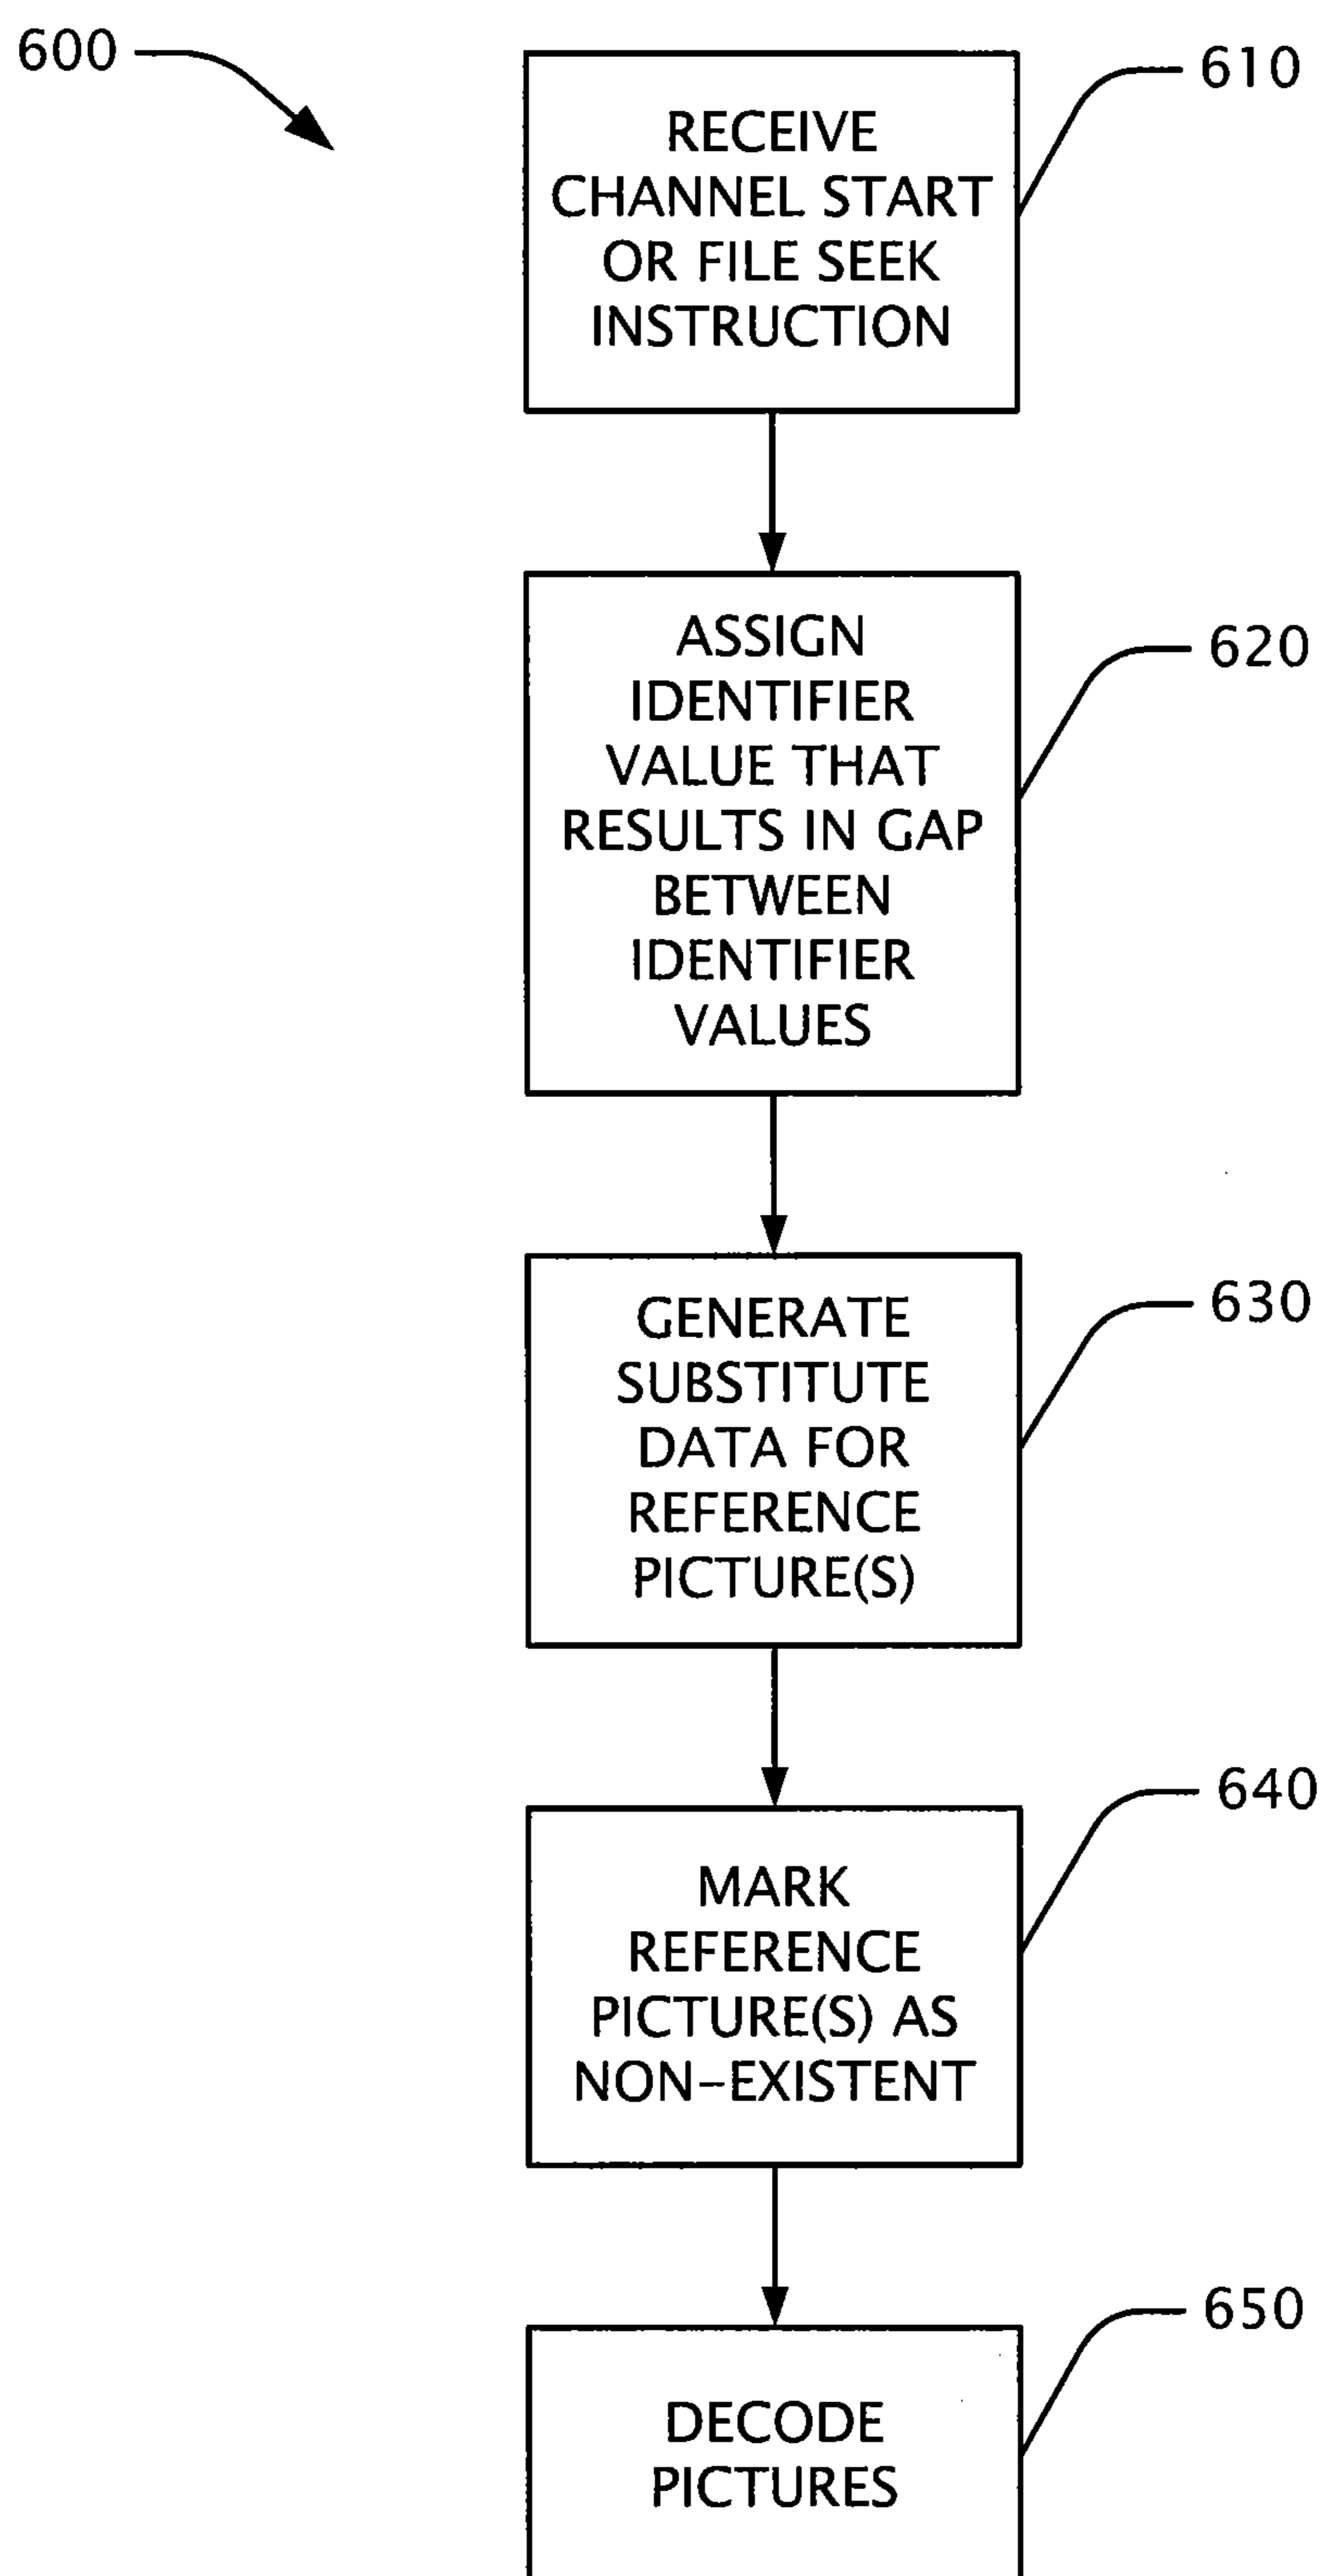 600
610
RECEIVE
CHANNEL START
OR FILE SEEK
INSTRUCTION
620
ASSIGN
IDENTIFIER
VALUE THAT
RESULTS IN GAP
BETWEEN
IDENTIFIER
VALUES
630
GENERATE
SUBSTITUTE
DATA FOR
REFERENCE
PICTURE(S)
640
MARK
REFERENCE
PICTURE(S) AS
NON-EXISTENT
650
DECODE
PICTURES